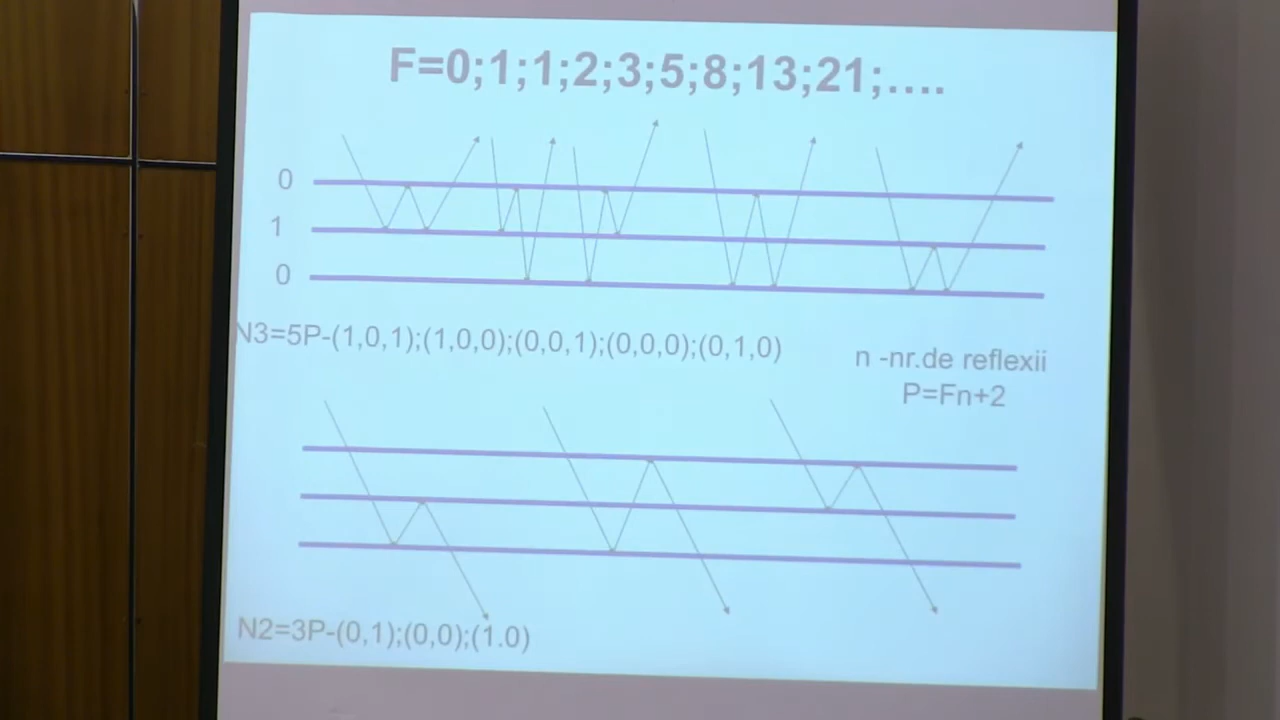 F=0;1;1;2;3;5;8;13;21;....
0
1
0
N3=5P-(1,0,1);(1,0,0);(0,0,1);(0,0,0);(0,1,0)
n -nr.de reflexii
P=Fn+2
N2=3P-(0,1);(0,0);(1.0)